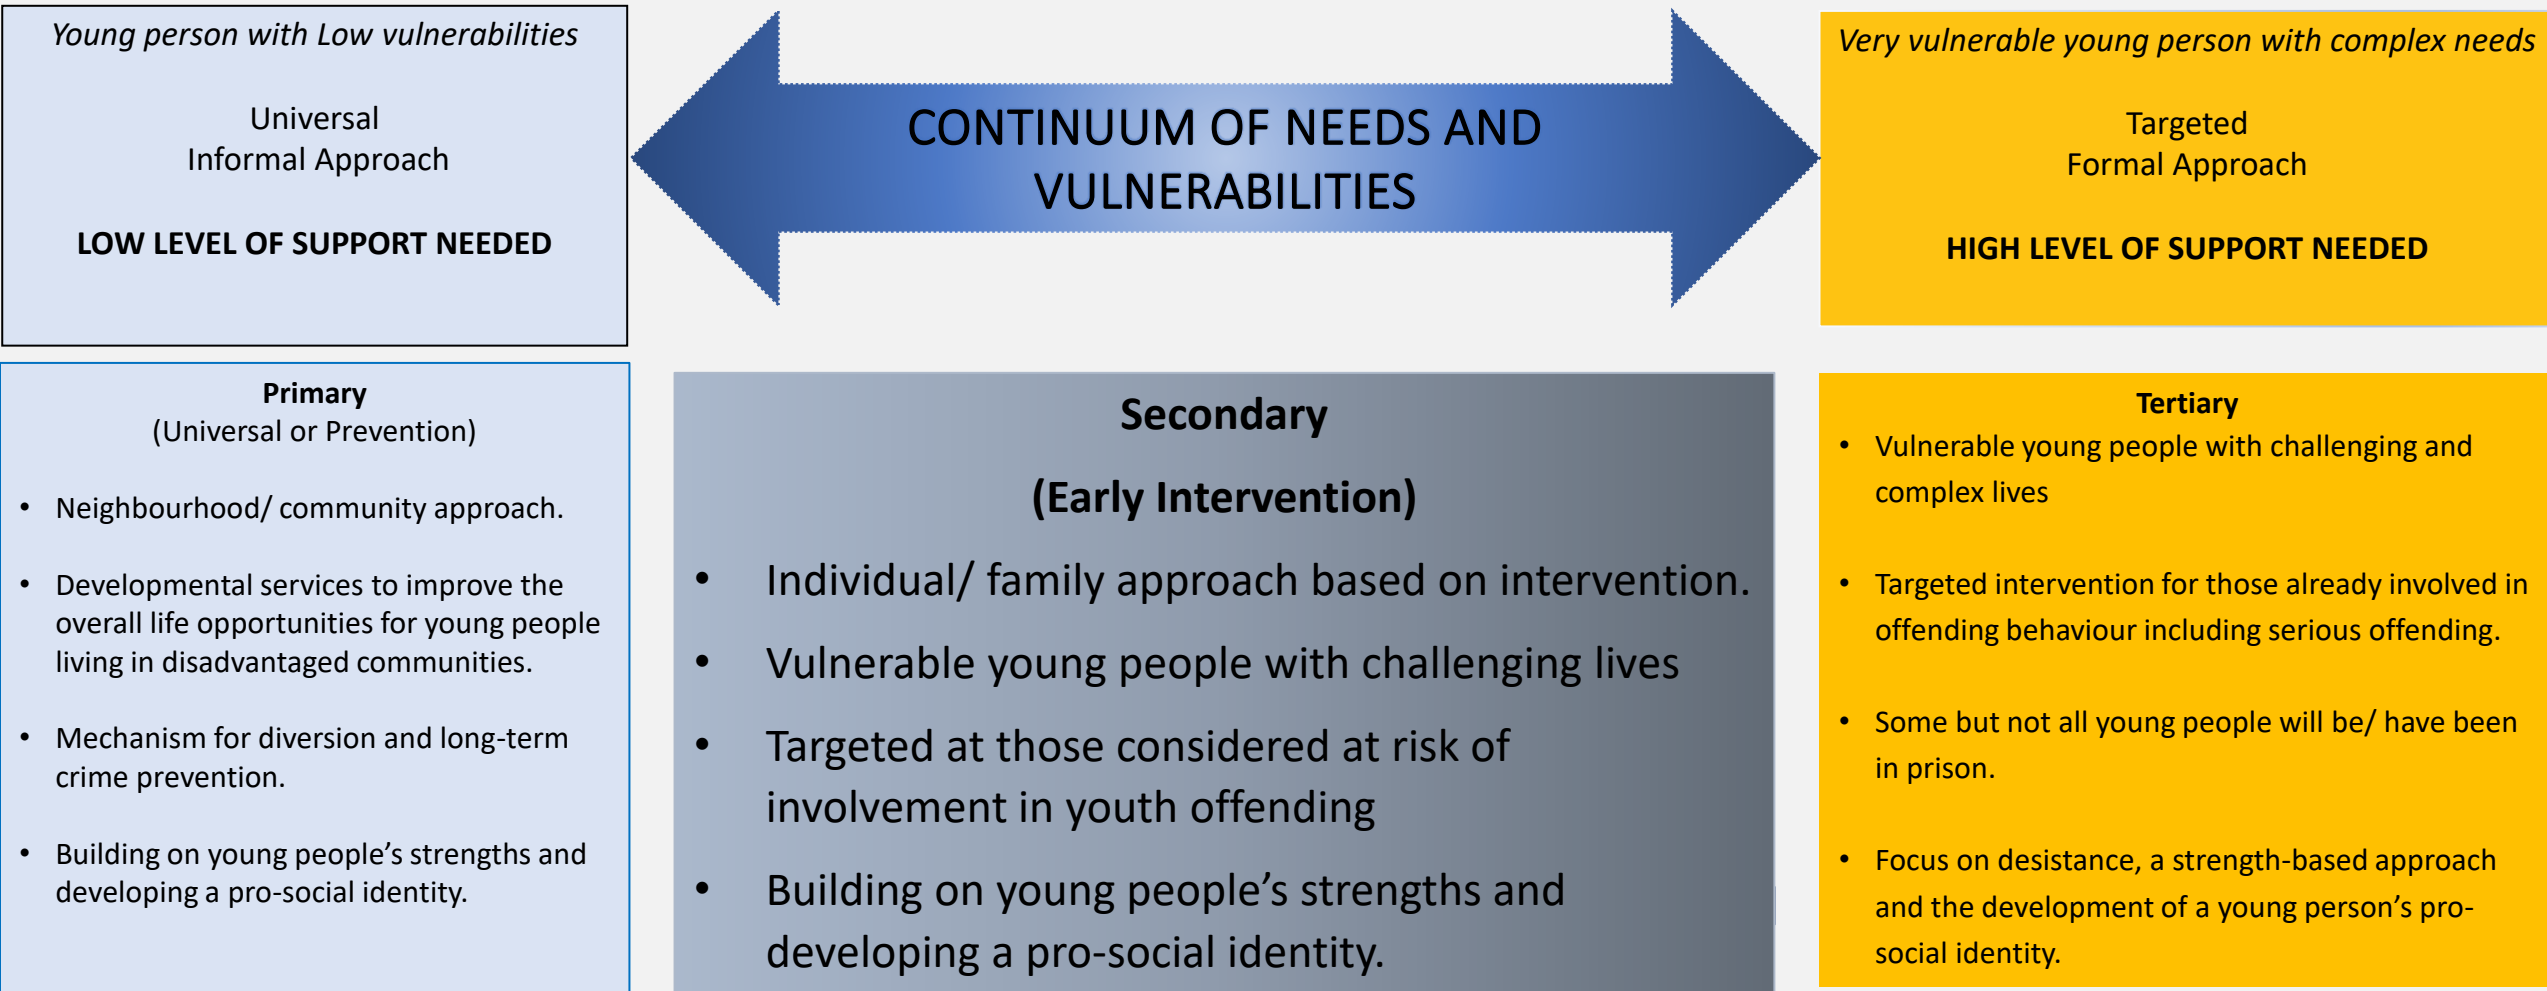 Young person with Low vulnerabilities
Universal
Informal Approach
LOW LEVEL OF SUPPORT NEEDED
CONTINUUM OF NEEDS AND
VULNERABILITIES
Very vulnerable young person with complex needs
Targeted
Formal Approach
HIGH LEVEL OF SUPPORT NEEDED
Primary
(Universal or Prevention)
• Neighbourhood/ community approach.
• Developmental services to improve the
overall life opportunities for young people
living in disadvantaged communities.
• Mechanism for diversion and long-term
crime prevention.
• Building on young people’s strengths and
developing a pro-social identity.
Secondary
(Early Intervention)
• Individual/ family approach based on intervention.
• Vulnerable young people with challenging lives
• Targeted at those considered at risk of
involvement in youth offending
• Building on young people’s strengths and
developing a pro-social identity.
Tertiary
• Vulnerable young people with challenging and
complex lives
• Targeted intervention for those already involved in
offending behaviour including serious offending.
• Some but not all young people will be/ have been
in prison.
• Focus on desistance, a strength-based approach
and the development of a young person’s pro-
social identity.